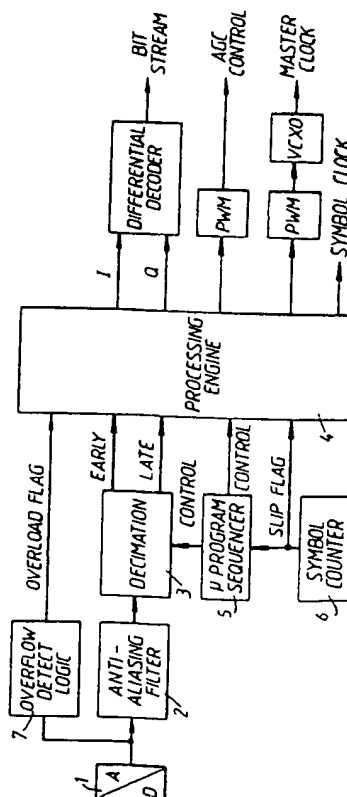 1
A
D
7
OVERFLOW
DETECT
LOGIC
OVERLOAD FLAG
ANTI-
ALIASING
FILTER
2
DECIMATION
3
EARLY
LATE
CONTROL
µ PROGRAM
SEQUENCER
5
CONTROL
SLIP FLAG
SYMBOL
COUNTER
6
PROCESSING
ENGINE
4
I
Q
DIFFERENTIAL
DECODER
BIT
STREAM
PWM
AGC
CONTROL
PWM
VCXO
MASTER
CLOCK
SYMBOL CLOCK